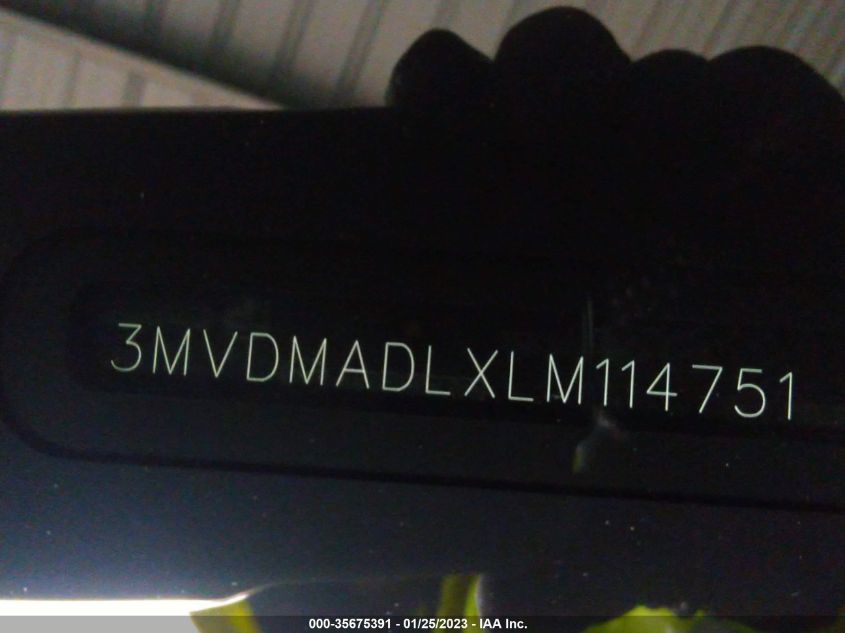 3MVDMADLXLM114751
000-35675391 - 01/25/2023 - IAA Inc.